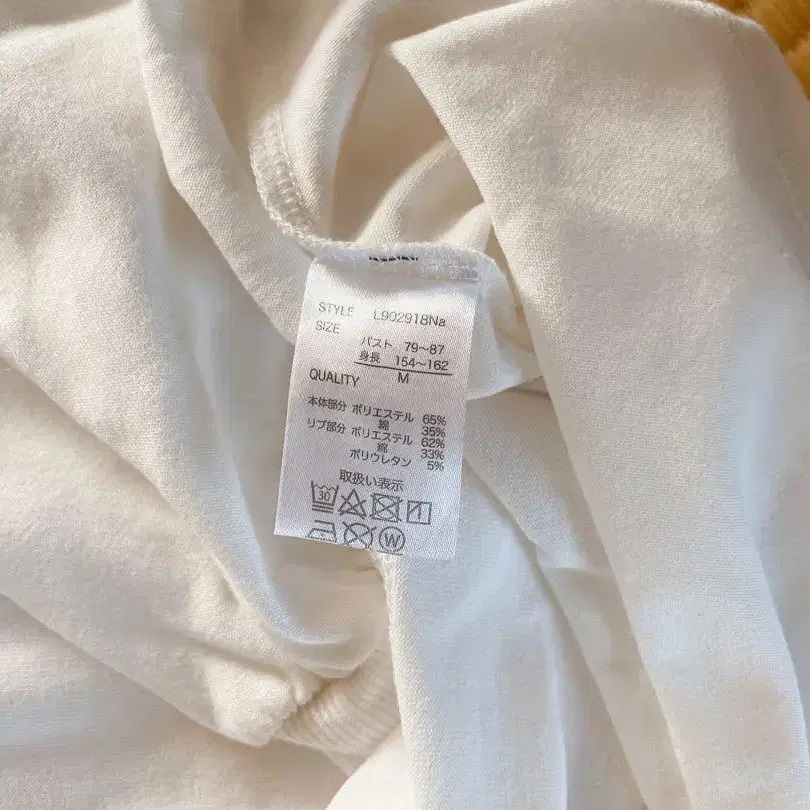 STYLE L902918Na
SIZE
バスト 79~87
身長 154~162
M
QUALITY
本体部分 ポリエステル 65%
綿 35%
リブ部分 ポリエステル 62%
綿 33%
ポリウレタン 5%
取扱い表示
30
W